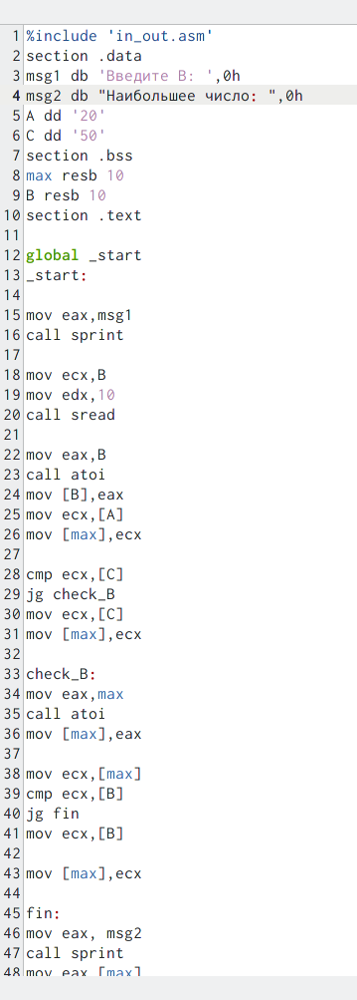 1 %include 'in_out.asm'
2 section .data
3 msg1 db 'Введите B: ',0h
4 msg2 db "Наибольшее число: ",0h
5 A dd '20'
6 C dd '50'
7 section .bss
8 max resb 10
9 B resb 10
10 section .text
11
12 global _start
13 _start:
14
15 mov eax,msg1
16 call sprint
17
18 mov ecx,B
19 mov edx,10
20 call sread
21
22 mov eax,B
23 call atoi
24 mov [B],eax
25 mov ecx,[A]
26 mov [max],ecx
27
28 cmp ecx,[C]
29 jg check_B
30 mov ecx,[C]
31 mov [max],ecx
32
33 check_B:
34 mov eax,max
35 call atoi
36 mov [max],eax
37
38 mov ecx,[max]
39 cmp ecx,[B]
40 jg fin
41 mov ecx,[B]
42
43 mov [max],ecx
44
45 fin:
46 mov eax, msg2
47 call sprint
48 mov eax,[max]